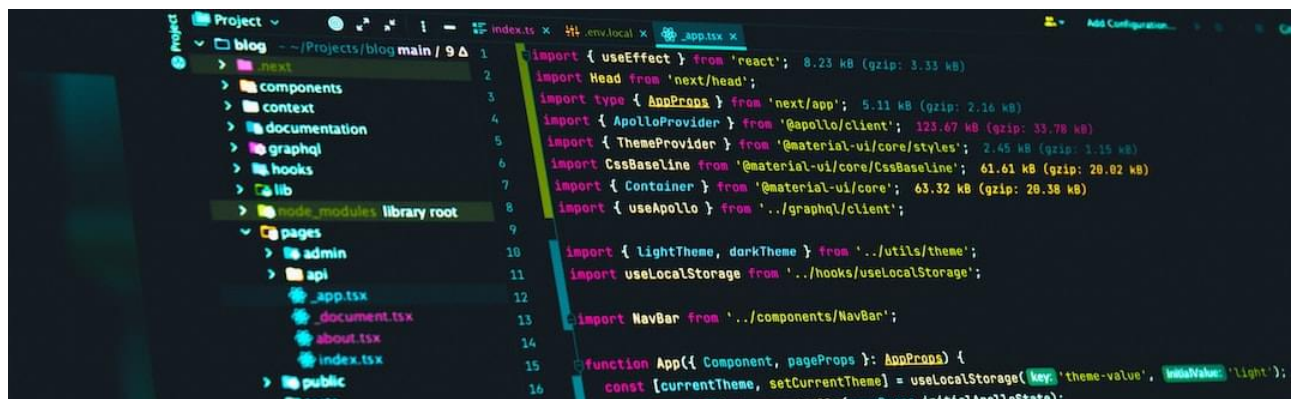 Project
Project
index.ts
.env.local
_app.tsx
Add Configuration...
blog ~/Projects/blog main / 9 Δ
.next
components
context
documentation
graphql
hooks
lib
node_modules library root
pages
admin
api
_app.tsx
_document.tsx
about.tsx
index.tsx
public
1 import { useEffect } from 'react'; 8.23 kB (gzip: 3.33 kB)
2 import Head from 'next/head';
3 import type { AppProps } from 'next/app'; 5.11 kB (gzip: 2.16 kB)
4 import { ApolloProvider } from '@apollo/client'; 123.67 kB (gzip: 33.78 kB)
5 import { ThemeProvider } from '@material-ui/core/styles'; 2.45 kB (gzip: 1.15 kB)
6 import CssBaseline from '@material-ui/core/CssBaseline'; 61.61 kB (gzip: 20.02 kB)
7 import { Container } from '@material-ui/core'; 63.32 kB (gzip: 20.38 kB)
8 import { useApollo } from '../graphql/client';
9
10 import { lightTheme, darkTheme } from '../utils/theme';
11 import useLocalStorage from '../hooks/useLocalStorage';
12
13 import NavBar from '../components/NavBar';
14
15 function App({ Component, pageProps }: AppProps) {
16 const [currentTheme, setCurrentTheme] = useLocalStorage( key: 'theme-value', initialValue: 'light');